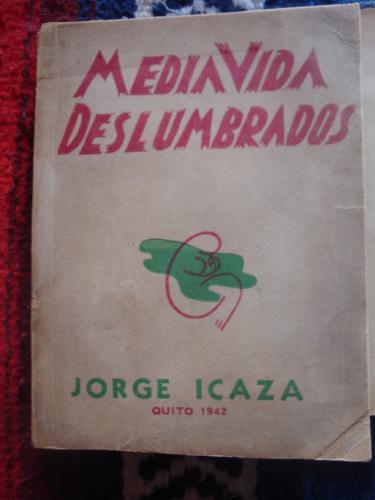 MEDIA VIDA
DESLUMBRADOS
JORGE ICAZA
QUITO 1942